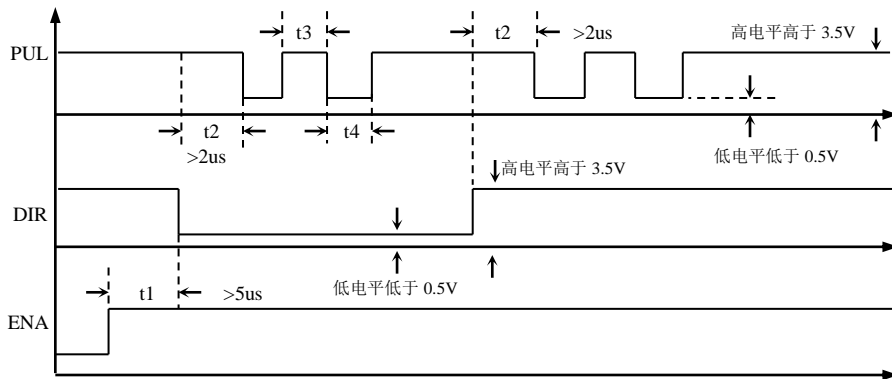 t3
t2
>2us
高电平高于 3.5V
PUL
t2
t4
>2us
低电平低于 0.5V
高电平高于 3.5V
DIR
低电平低于 0.5V
t1
>5us
ENA